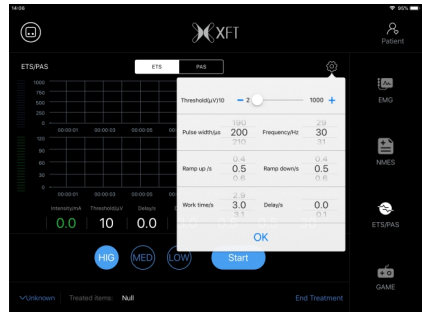 14:06
95%
XFT
Patient
ETS/PAS
ETS
PAS
1000
750
500
250
0
00:00:01 00:00:03 00:00:05
120
90
60
30
0
00:00:01 00:00:03 00:00:05
Intensity/mA Threshold/μV Delay/s
0.0 10 0.0
HIG MED LOW Start
Unknown Treated items: Null End Treatment
Threshold(μV)10 − 2 1000 +
190 29
Pulse width/μs 200 Frequency/Hz 30
210 31
0.4 0.4
Ramp up /s 0.5 Ramp down/s 0.5
0.6 0.6
2.9
Work time/s 3.0 Delay/s 0.0
3.1 0.1
OK
EMG
NMES
ETS/PAS
GAME